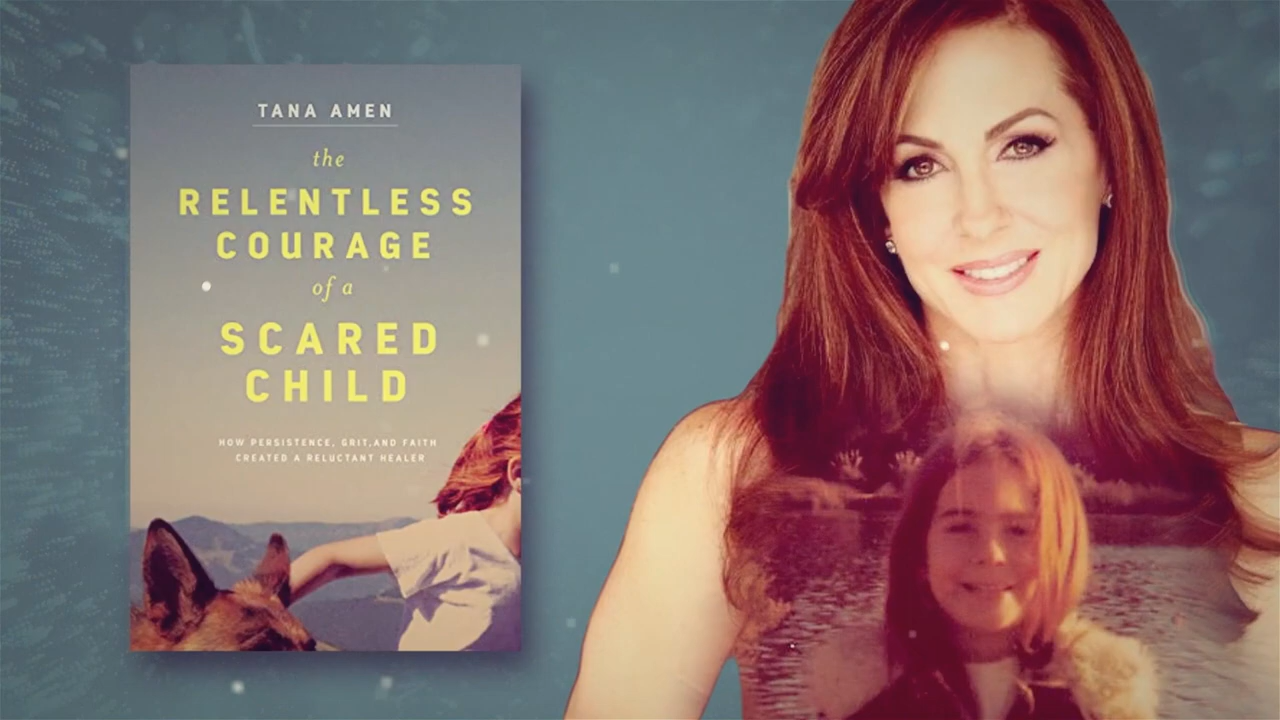 TANA AMEN
the
RELENTLESS
COURAGE
of a
SCARED
CHILD
HOW PERSISTENCE, GRIT,AND FAITH
CREATED A RELUCTANT HEALER